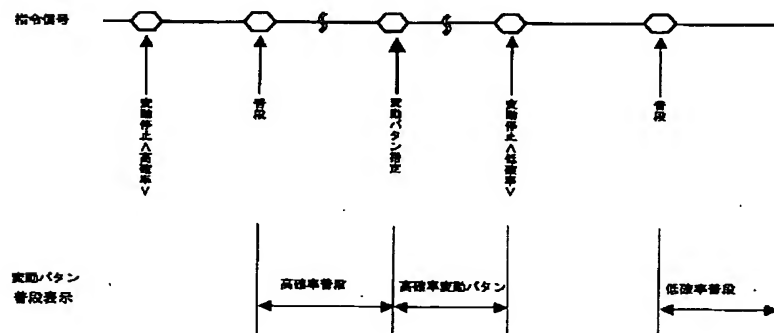 指令信号
変動停止<高確率>
普段
変動パタン指定
変動停止<低確率>
普段
変動パタン
普段表示
高確率普段
高確率変動パタン
低確率普段